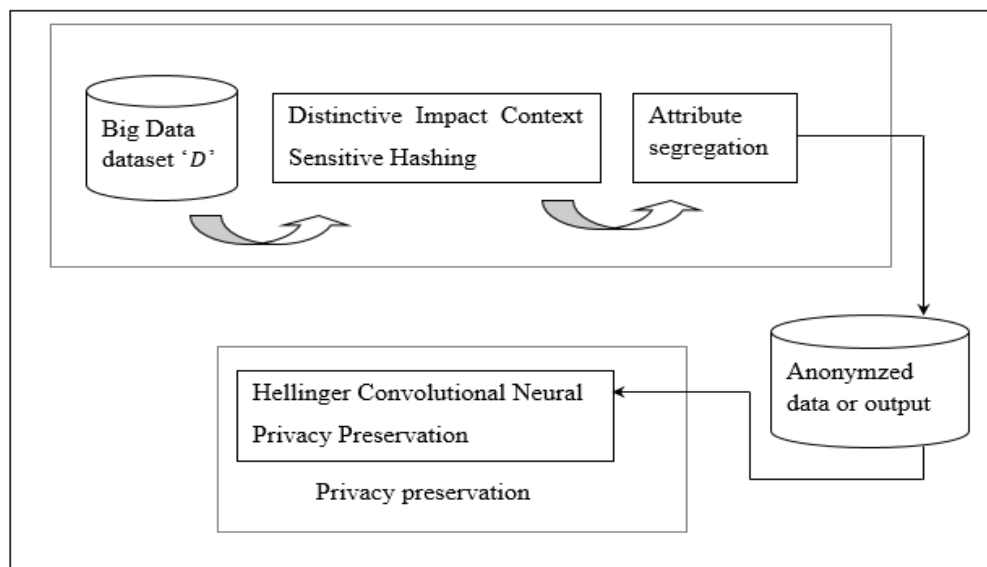 Big Data
dataset ‘D’
Distinctive Impact Context
Sensitive Hashing
Attribute
segregation
Anonymzed
data or output
Hellinger Convolutional Neural
Privacy Preservation
Privacy preservation